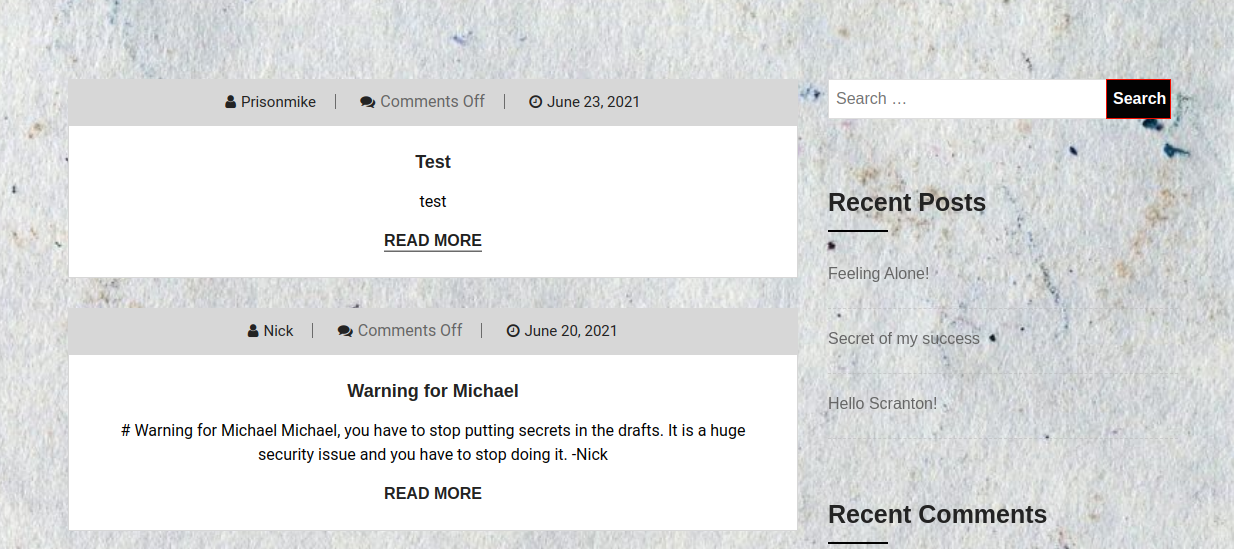 Prisonmike
Comments Off
June 23, 2021
Test
test
READ MORE
Nick
Comments Off
June 20, 2021
Warning for Michael
# Warning for Michael Michael, you have to stop putting secrets in the drafts. It is a huge
security issue and you have to stop doing it. -Nick
READ MORE
Search …
Search
Recent Posts
Feeling Alone!
Secret of my success
Hello Scranton!
Recent Comments